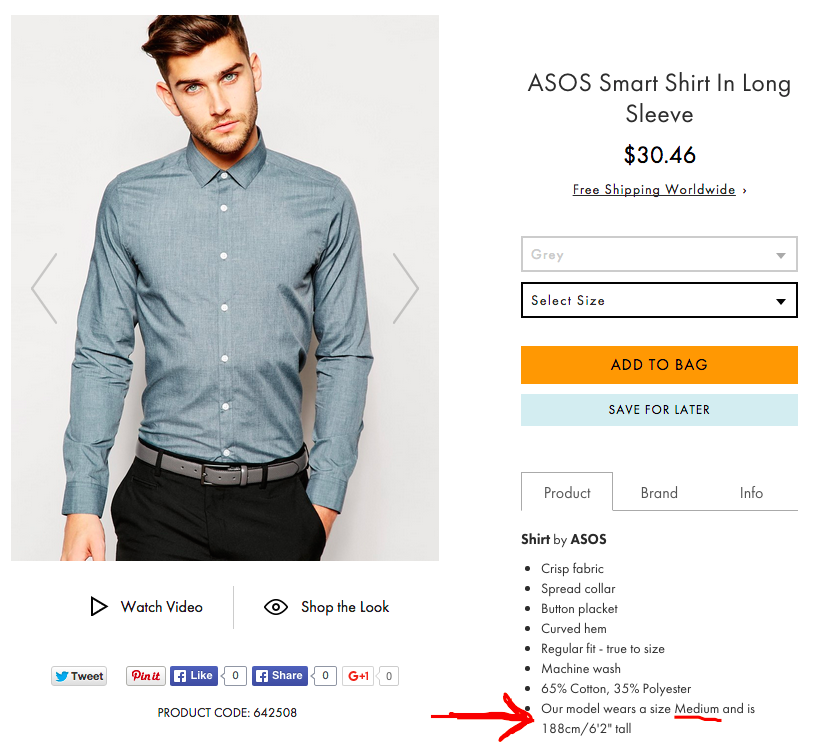 ASOS Smart Shirt In Long
Sleeve
$30.46
Free Shipping Worldwide ›
Grey
Select Size
ADD TO BAG
SAVE FOR LATER
Product Brand Info
Shirt by ASOS
• Crisp fabric
• Spread collar
• Button placket
• Curved hem
• Regular fit - true to size
• Machine wash
• 65% Cotton, 35% Polyester
• Our model wears a size Medium and is
188cm/6'2" tall
Watch Video Shop the Look
Tweet Pin it Like 0 Share 0 G+1 0
PRODUCT CODE: 642508